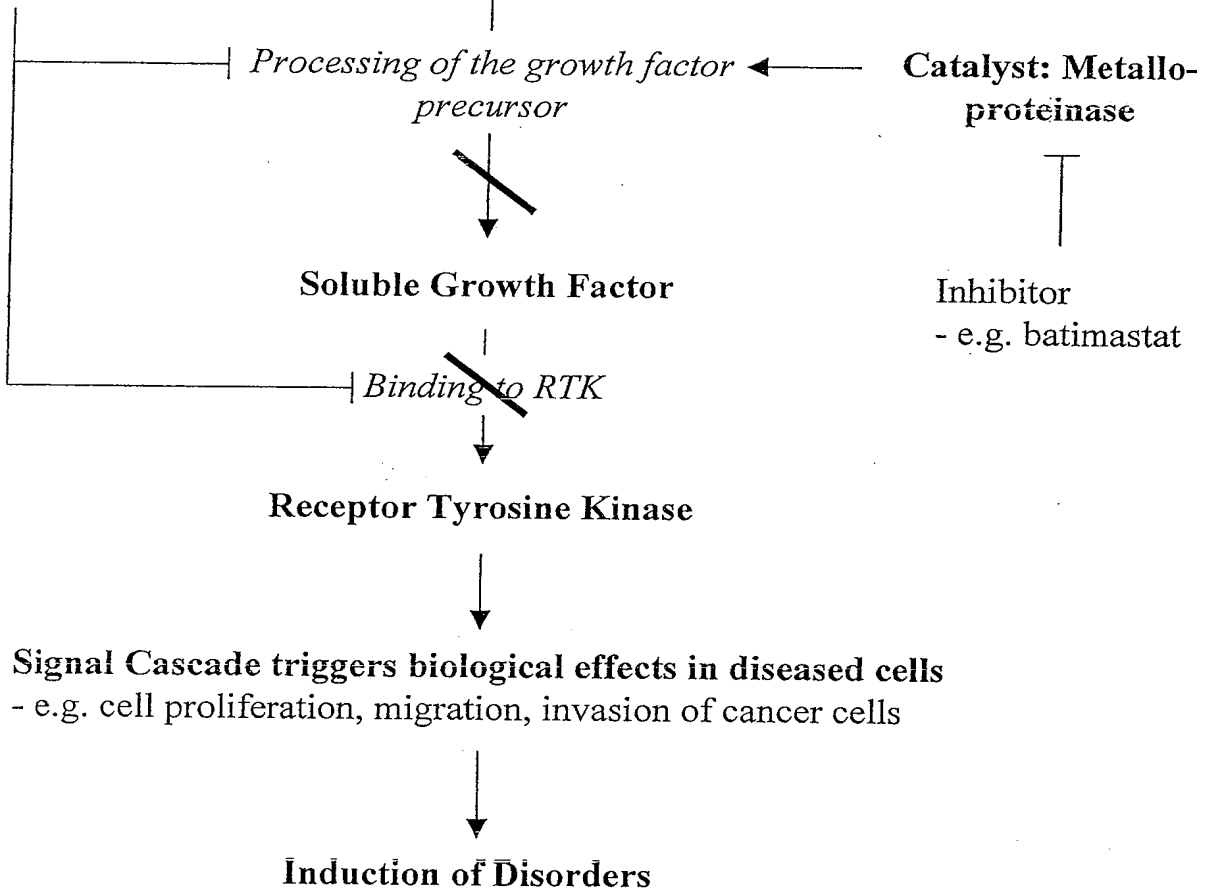 Processing of the growth factor
precursor
Catalyst: Metallo-
proteinase
Soluble Growth Factor
Inhibitor
- e.g. batimastat
Binding to RTK
Receptor Tyrosine Kinase
Signal Cascade triggers biological effects in diseased cells
- e.g. cell proliferation, migration, invasion of cancer cells
Induction of Disorders